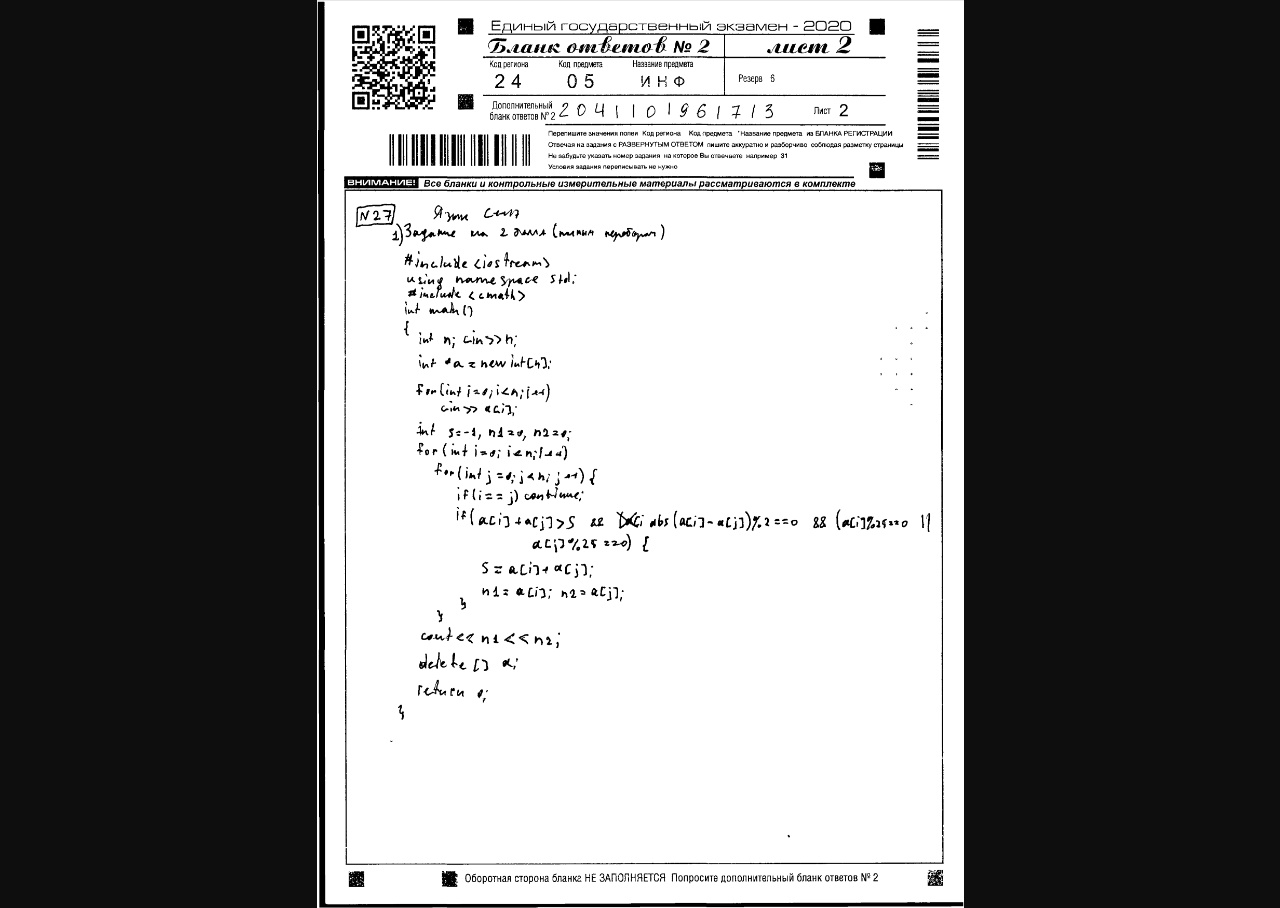 Единый государственный экзамен - 2020
Бланк ответов № 2 лист 2
Код региона Код предмета Название предмета
24 05 ИНФ Резерв 6
Дополнительный бланк ответов №2 2041101961713 Лист 2
Перепишите значения полей Код региона Код предмета Название предмета из БЛАНКА РЕГИСТРАЦИИ
Отвечая на задания с РАЗВЕРНУТЫМ ОТВЕТОМ пишите аккуратно и разборчиво соблюдая разметку страницы
Не забудьте указать номер задания на которое Вы отвечаете например 31
Условия задания переписывать не нужно
ВНИМАНИЕ! Все бланки и контрольные измерительные материалы рассматриваются в комплекте
N27 Язык
1) Задание на 2 балла (перебором)
#include <iostream>
using namespace std;
#include <cmath>
int main()
{
int n; cin>>n;
int *a = new int[n];
for(int i=0; i<n; i++)
cin>> a[i];
int s=-1, n1=0, n2=0;
for(int i=0; i<n; i++)
for(int j=0; j<n; j++) {
if(i==j) continue;
if(a[i]+a[j]>S && abs(a[i]-a[j])%2==0 && (a[i]%25==0 ||
a[j]%25==0) {
S = a[i]+a[j];
n1=a[i]; n2=a[j];
}
}
cout<< n1<<n2;
delete [] a;
return 0;
}
Оборотная сторона бланка НЕ ЗАПОЛНЯЕТСЯ Попросите дополнительный бланк ответов № 2